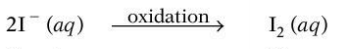 2I⁻ (aq) oxidation → I₂ (aq)